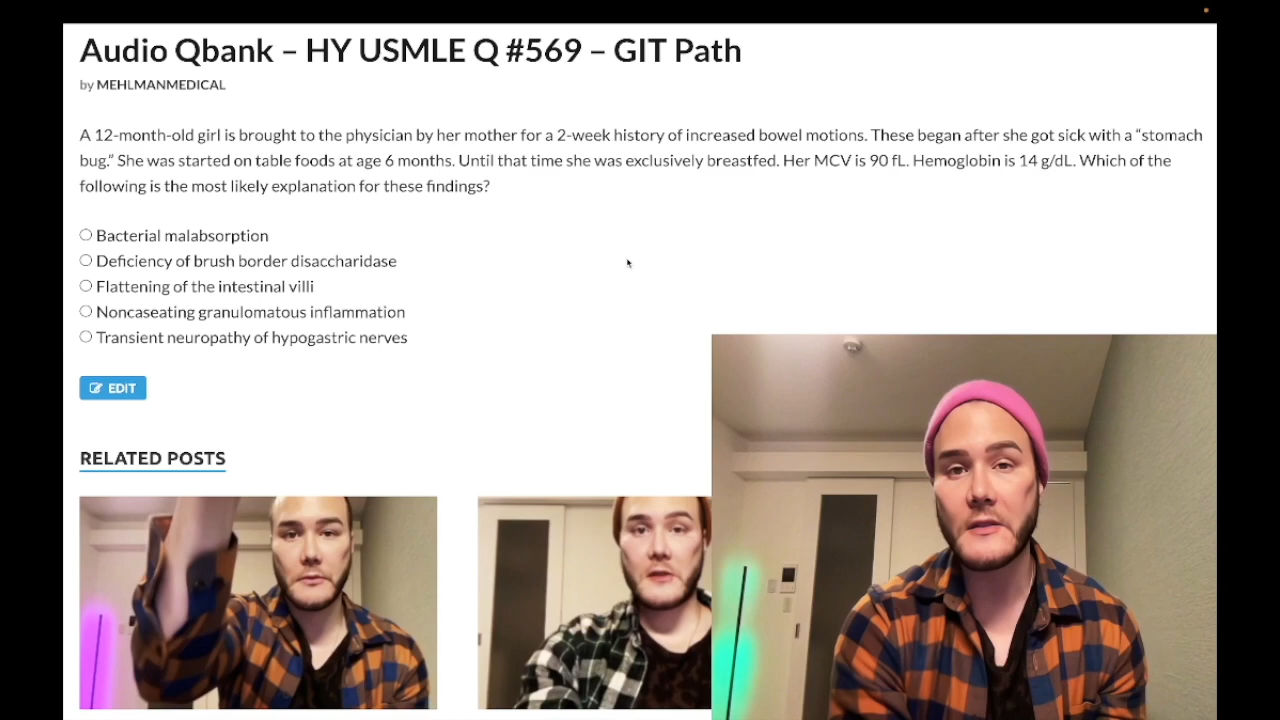 Audio Qbank – HY USMLE Q #569 – GIT Path
by MEHLMANMEDICAL
A 12-month-old girl is brought to the physician by her mother for a 2-week history of increased bowel motions. These began after she got sick with a “stomach
bug.” She was started on table foods at age 6 months. Until that time she was exclusively breastfed. Her MCV is 90 fL. Hemoglobin is 14 g/dL. Which of the
following is the most likely explanation for these findings?
Bacterial malabsorption
Deficiency of brush border disaccharidase
Flattening of the intestinal villi
Noncaseating granulomatous inflammation
Transient neuropathy of hypogastric nerves
EDIT
RELATED POSTS